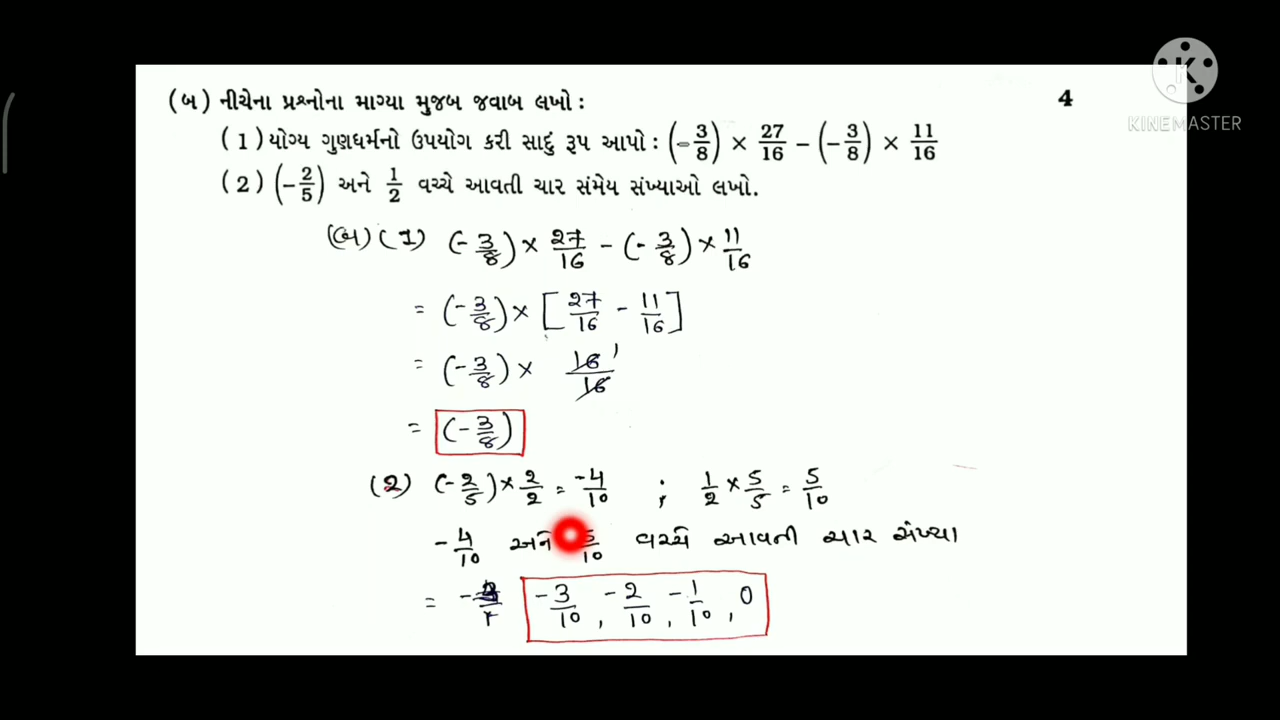 KINEMASTER
(બ) નીચેના પ્રશ્નોના માગ્યા મુજબ જવાબ લખો : 4
(1) યોગ્ય ગુણધર્મનો ઉપયોગ કરી સાદું રૂપ આપો : (-3/8) × 27/16 - (-3/8) × 11/16
(2) (-2/5) અને 1/2 વચ્ચે આવતી ચાર સંમેય સંખ્યાઓ લખો.
(બ) (1) (-3/8) × 27/16 - (-3/8) × 11/16
= (-3/8) × [27/16 - 11/16]
= (-3/8) × 16/16 1
= (-3/8)
(2) (-2/5) × 2/2 = -4/10 ; 1/2 × 5/5 = 5/10
-4/10 અને 5/10 વચ્ચે આવતી ચાર સંખ્યા
= -3/10, -2/10, -1/10, 0